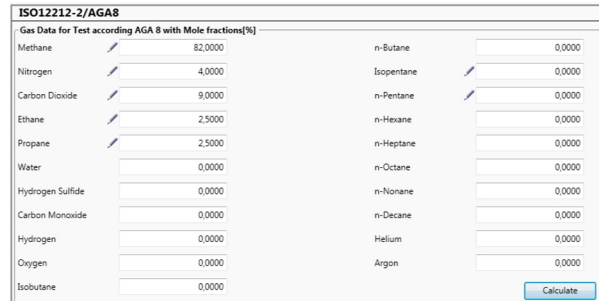 ISO12212-2/AGA8
Gas Data for Test according AGA 8 with Mole fractions[%]
Methane 82,0000 n-Butane 0,0000
Nitrogen 4,0000 Isopentane 0,0000
Carbon Dioxide 9,0000 n-Pentane 0,0000
Ethane 2,5000 n-Hexane 0,0000
Propane 2,5000 n-Heptane 0,0000
Water 0,0000 n-Octane 0,0000
Hydrogen Sulfide 0,0000 n-Nonane 0,0000
Carbon Monoxide 0,0000 n-Decane 0,0000
Hydrogen 0,0000 Helium 0,0000
Oxygen 0,0000 Argon 0,0000
Isobutane 0,0000 Calculate